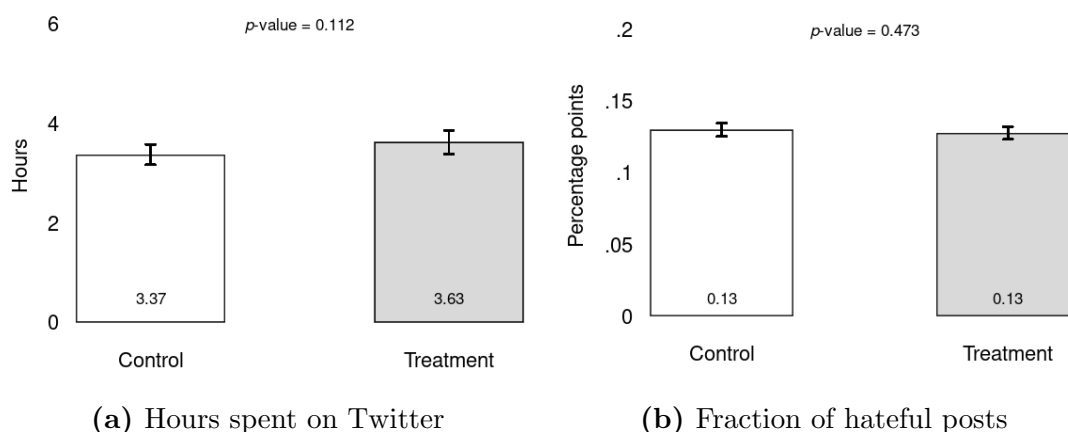 p-value = 0.112
6
4
2
0
Hours
3.37
3.63
Control
Treatment
(a) Hours spent on Twitter
p-value = 0.473
.2
.15
.1
.05
0
Percentage points
0.13
0.13
Control
Treatment
(b) Fraction of hateful posts